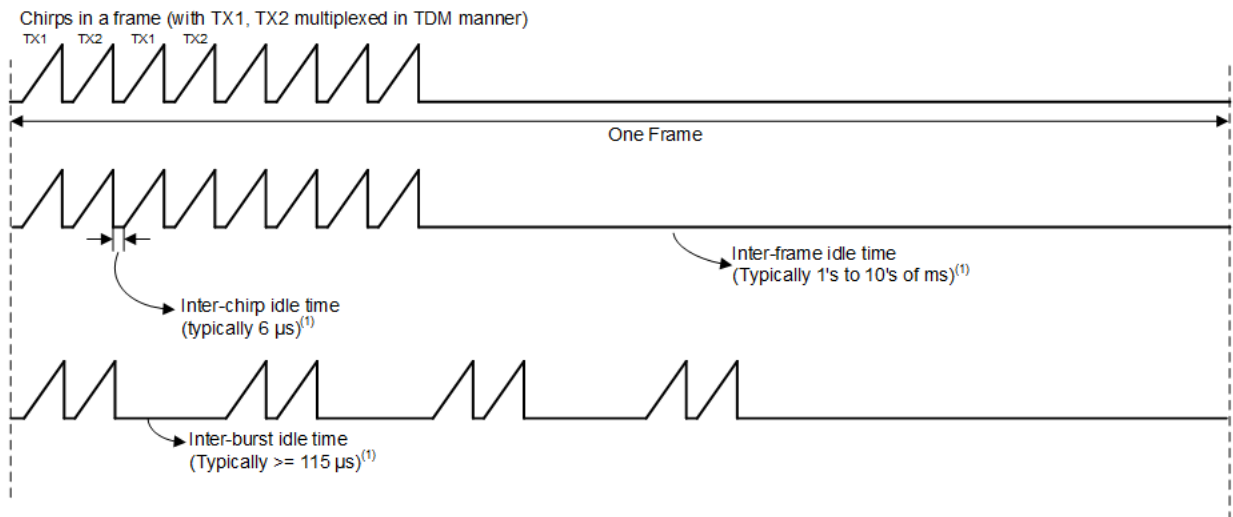 Chirps in a frame (with TX1, TX2 multiplexed in TDM manner)
TX1 TX2 TX1 TX2
One Frame
Inter-frame idle time
(Typically 1's to 10's of ms)(1)
Inter-chirp idle time
(typically 6 µs)(1)
Inter-burst idle time
(Typically >= 115 µs)(1)